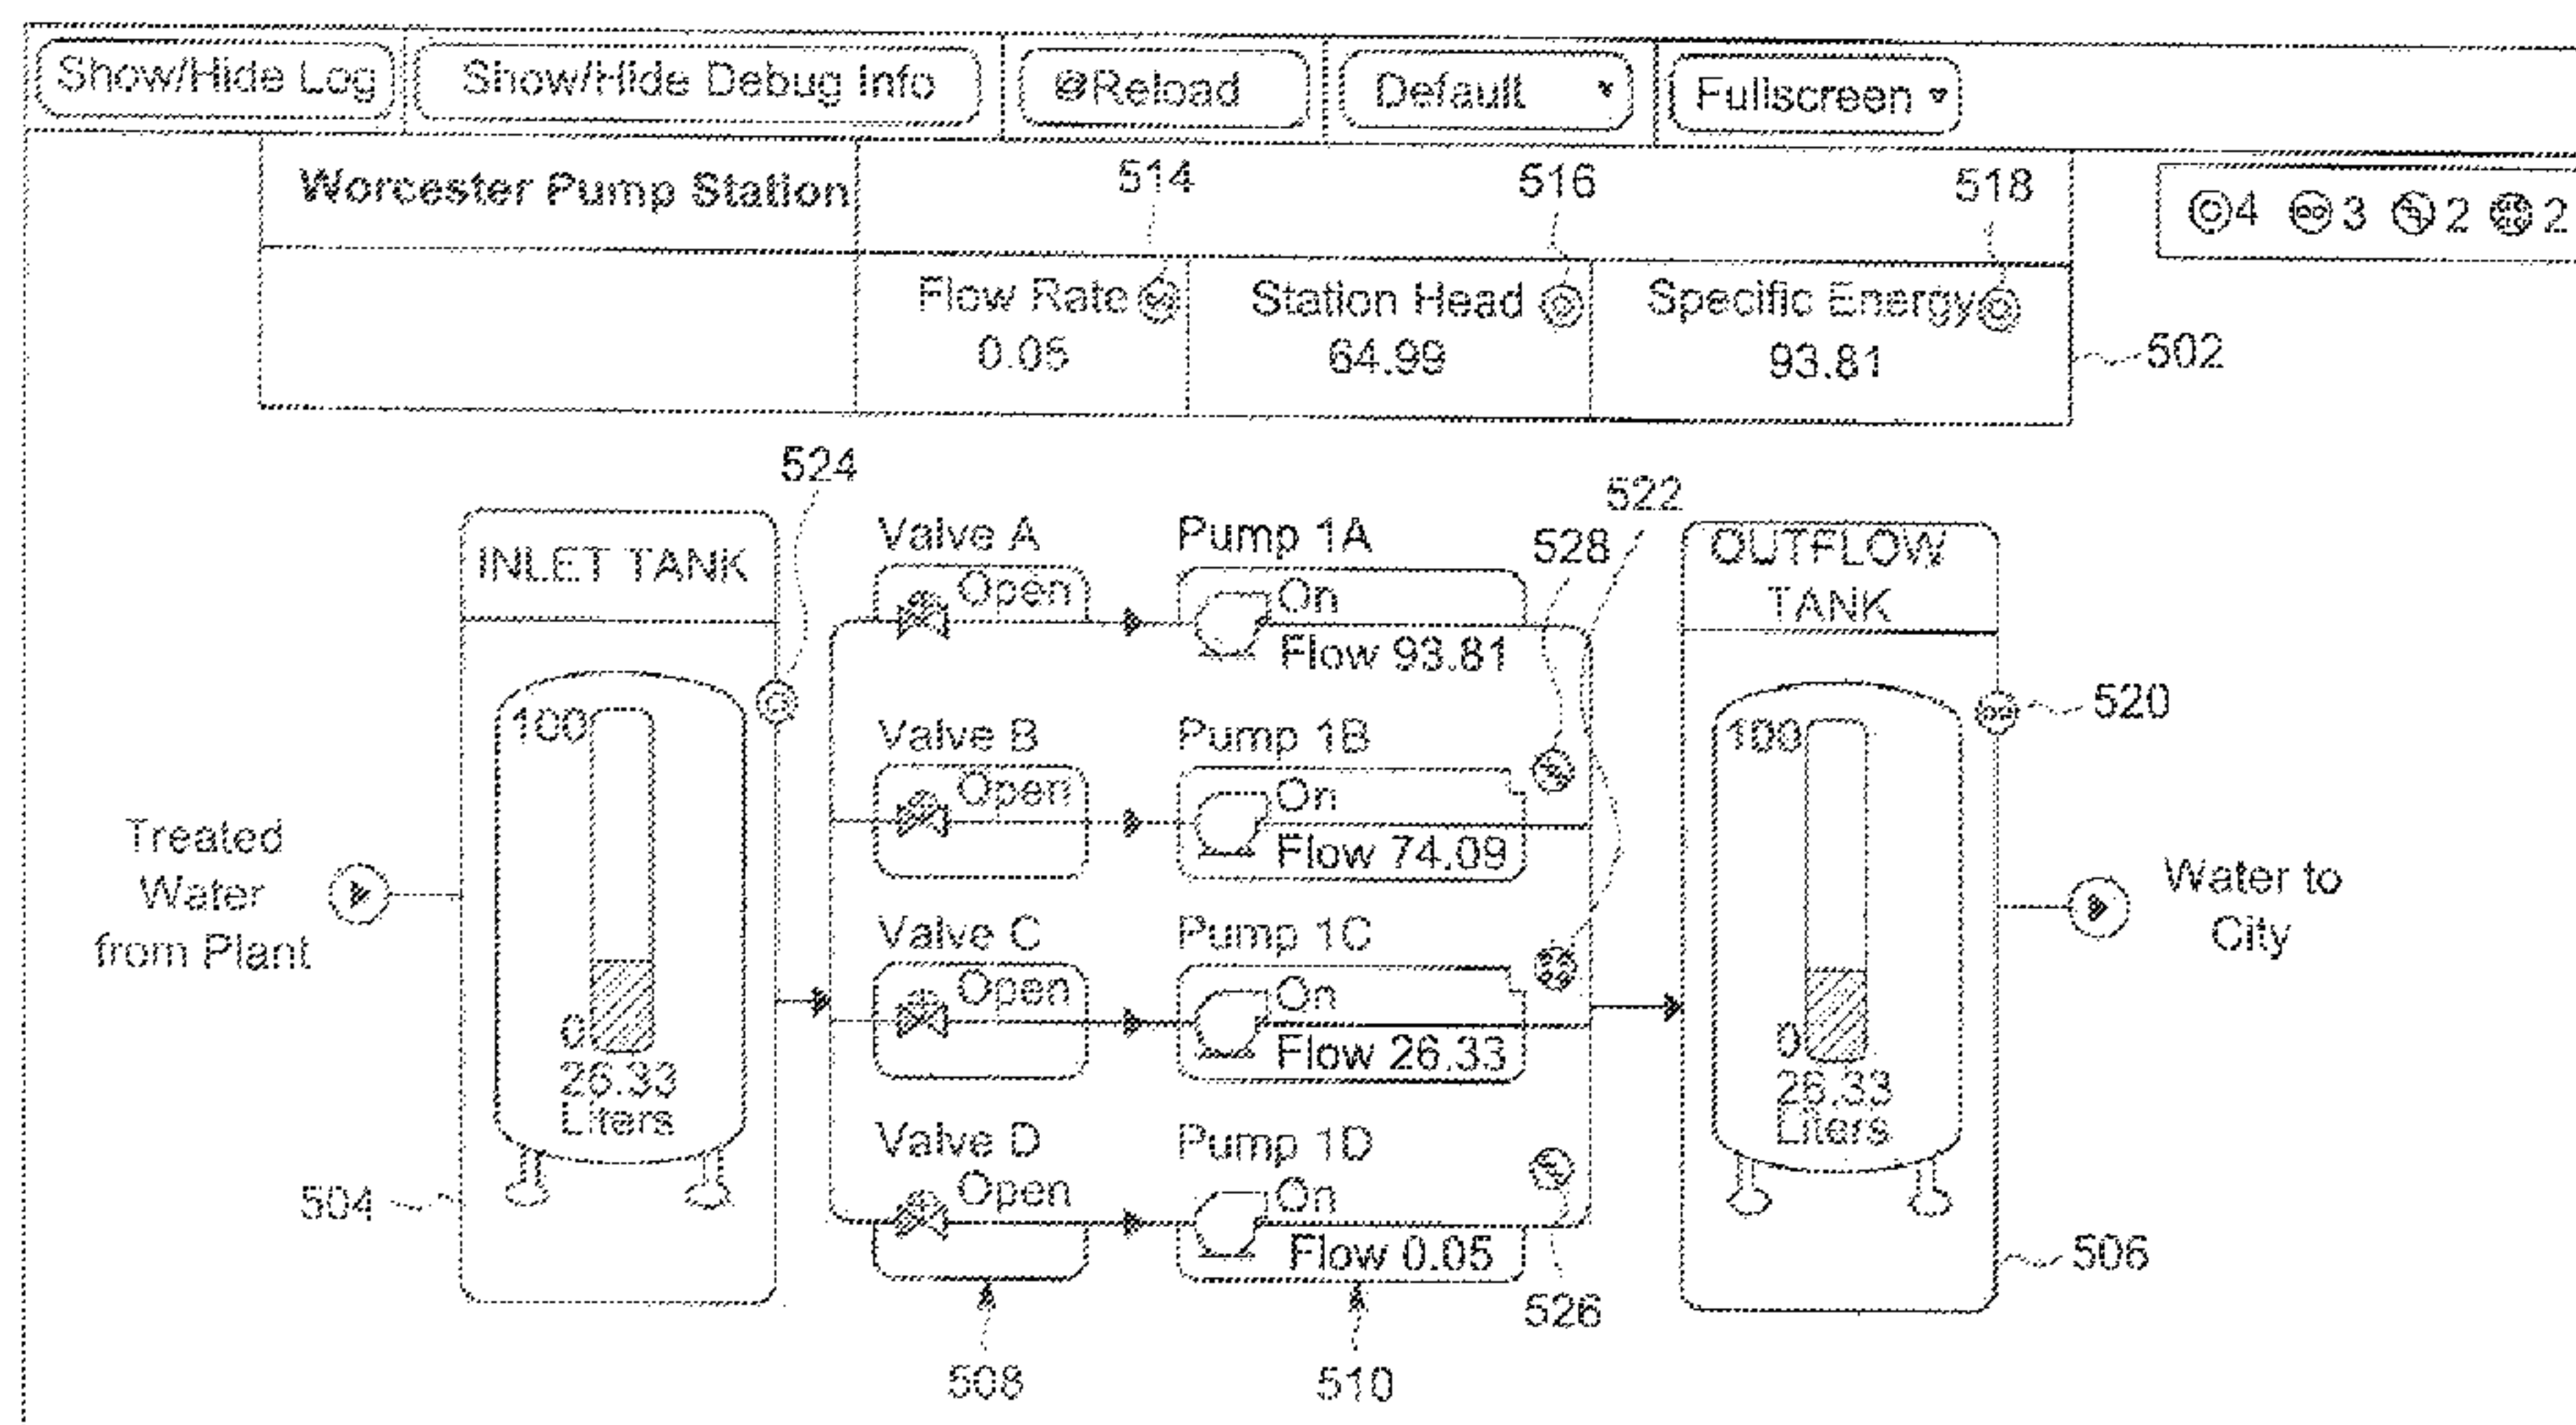 Show/Hide Log Show/Hide Debug Info @Reload Default Fullscreen
Worcester Pump Station 514 516 518
4 3 2 2
Flow Rate Station Head Specific Energy
0.05 64.99 93.81
502
524
522
528
INLET TANK
Valve A Pump 1A
Open On
Flow 93.81
OUTFLOW
TANK
100
Valve B Pump 1B
Open On
Flow 74.09
100
520
Treated
Water
from Plant
Valve C Pump 1C
Open On
Flow 26.33
Water to
City
0
26.33
Liters
0
26.33
Liters
Valve D Pump 1D
Open On
Flow 0.05
504
506
526
508
510